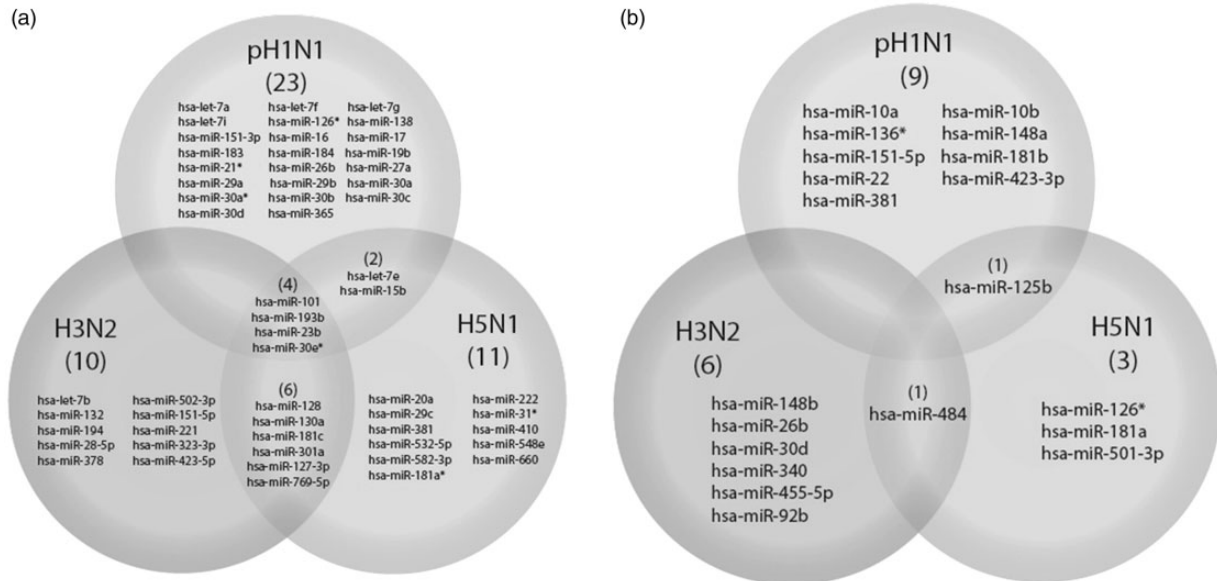 (a)
pH1N1
(23)
hsa-let-7a hsa-let-7f hsa-let-7g
hsa-let-7i hsa-miR-126* hsa-miR-138
hsa-miR-151-3p hsa-miR-16 hsa-miR-17
hsa-miR-183 hsa-miR-184 hsa-miR-19b
hsa-miR-21* hsa-miR-26b hsa-miR-27a
hsa-miR-29a hsa-miR-29b hsa-miR-30a
hsa-miR-30a* hsa-miR-30b hsa-miR-30c
hsa-miR-30d hsa-miR-365
(2)
hsa-let-7e
hsa-miR-15b
(4)
hsa-miR-101
hsa-miR-193b
hsa-miR-23b
hsa-miR-30e*
H3N2
(10)
hsa-let-7b hsa-miR-502-3p
hsa-miR-132 hsa-miR-151-5p
hsa-miR-194 hsa-miR-221
hsa-miR-28-5p hsa-miR-323-3p
hsa-miR-378 hsa-miR-423-5p
(6)
hsa-miR-128
hsa-miR-130a
hsa-miR-181c
hsa-miR-301a
hsa-miR-127-3p
hsa-miR-769-5p
H5N1
(11)
hsa-miR-20a hsa-miR-222
hsa-miR-29c hsa-miR-31*
hsa-miR-381 hsa-miR-410
hsa-miR-532-5p hsa-miR-548e
hsa-miR-582-3p hsa-miR-660
hsa-miR-181a*
(b)
pH1N1
(9)
hsa-miR-10a hsa-miR-10b
hsa-miR-136* hsa-miR-148a
hsa-miR-151-5p hsa-miR-181b
hsa-miR-22 hsa-miR-423-3p
hsa-miR-381
(1)
hsa-miR-125b
H3N2
(6)
hsa-miR-148b
hsa-miR-26b
hsa-miR-30d
hsa-miR-340
hsa-miR-455-5p
hsa-miR-92b
(1)
hsa-miR-484
H5N1
(3)
hsa-miR-126*
hsa-miR-181a
hsa-miR-501-3p